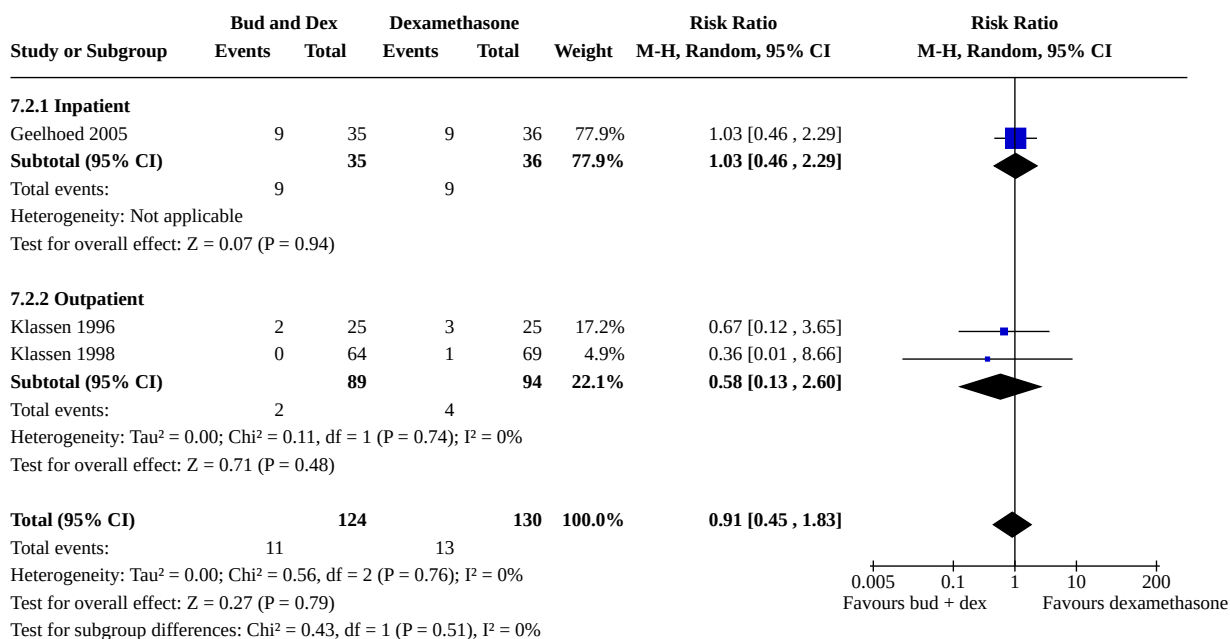 Bud and Dex Dexamethasone Risk Ratio Risk Ratio
Study or Subgroup Events Total Events Total Weight M-H, Random, 95% CI M-H, Random, 95% CI
7.2.1 Inpatient
Geelhoed 2005 9 35 9 36 77.9% 1.03 [0.46 , 2.29]
Subtotal (95% CI) 35 36 77.9% 1.03 [0.46 , 2.29]
Total events: 9 9
Heterogeneity: Not applicable
Test for overall effect: Z = 0.07 (P = 0.94)
7.2.2 Outpatient
Klassen 1996 2 25 3 25 17.2% 0.67 [0.12 , 3.65]
Klassen 1998 0 64 1 69 4.9% 0.36 [0.01 , 8.66]
Subtotal (95% CI) 89 94 22.1% 0.58 [0.13 , 2.60]
Total events: 2 4
Heterogeneity: Tau² = 0.00; Chi² = 0.11, df = 1 (P = 0.74); I² = 0%
Test for overall effect: Z = 0.71 (P = 0.48)
Total (95% CI) 124 130 100.0% 0.91 [0.45 , 1.83]
Total events: 11 13
Heterogeneity: Tau² = 0.00; Chi² = 0.56, df = 2 (P = 0.76); I² = 0%
Test for overall effect: Z = 0.27 (P = 0.79)
Test for subgroup differences: Chi² = 0.43, df = 1 (P = 0.51), I² = 0%
0.005 0.1 1 10 200
Favours bud + dex Favours dexamethasone